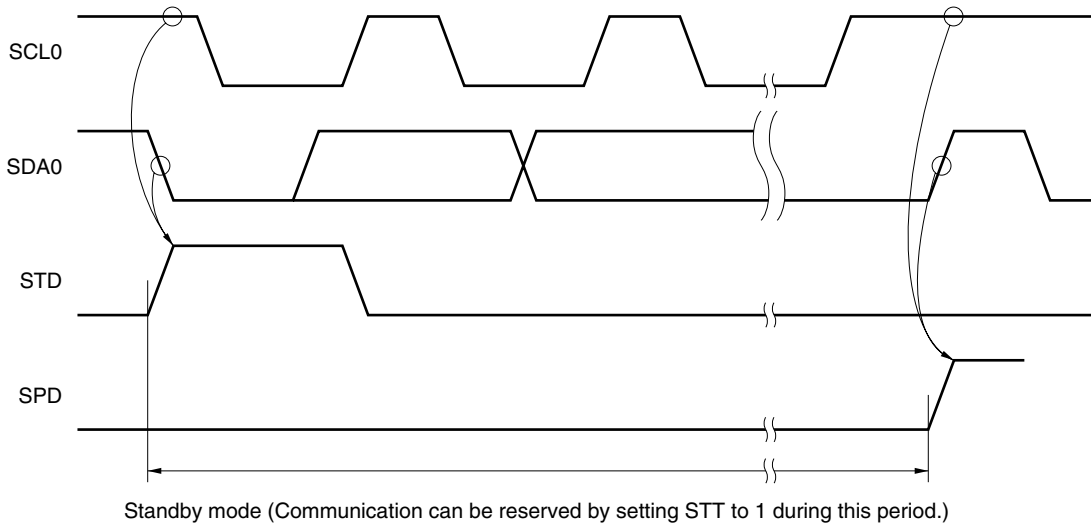 SCL0
SDA0
STD
SPD
Standby mode (Communication can be reserved by setting STT to 1 during this period.)